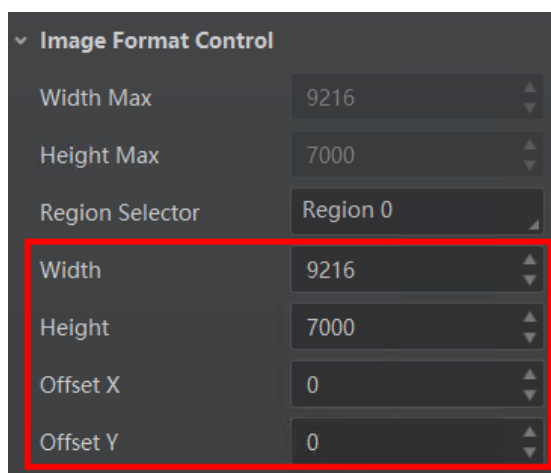 Image Format Control
Width Max 9216
Height Max 7000
Region Selector Region 0
Width 9216
Height 7000
Offset X 0
Offset Y 0